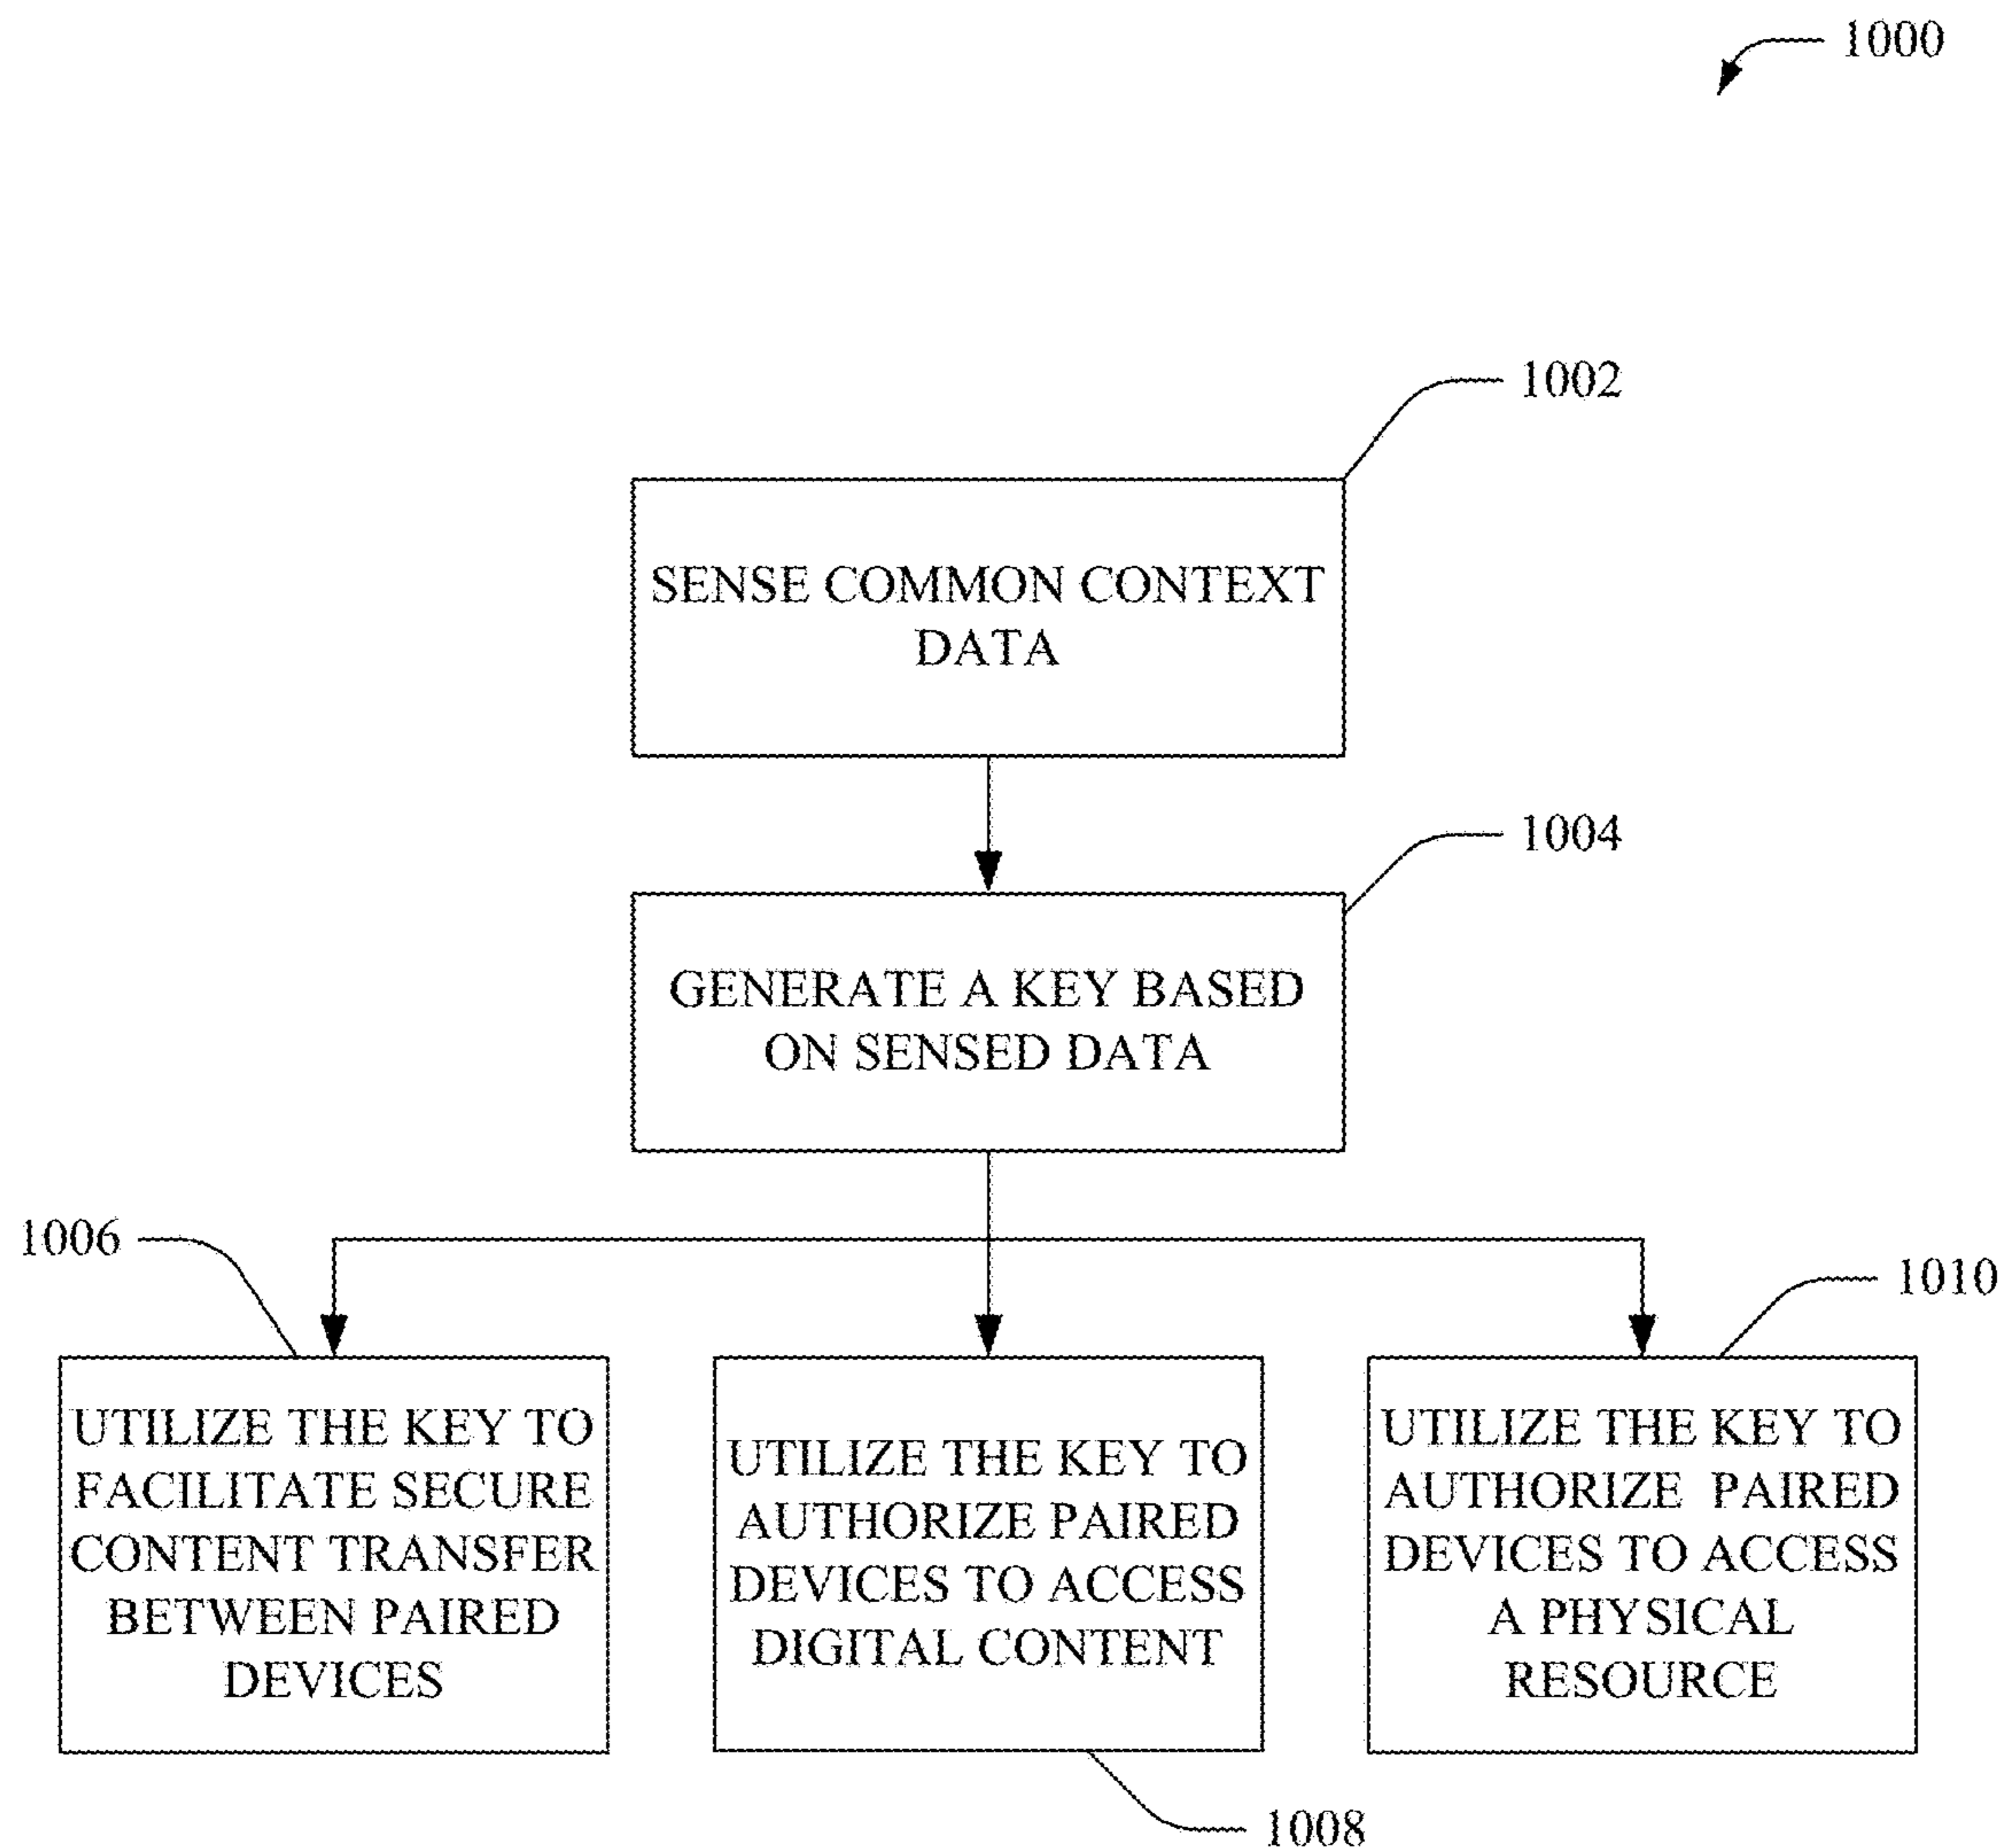 1000
1002
SENSE COMMON CONTEXT
DATA
1004
GENERATE A KEY BASED
ON SENSED DATA
1006
1010
UTILIZE THE KEY TO
FACILITATE SECURE
CONTENT TRANSFER
BETWEEN PAIRED
DEVICES
UTILIZE THE KEY TO
AUTHORIZE PAIRED
DEVICES TO ACCESS
DIGITAL CONTENT
UTILIZE THE KEY TO
AUTHORIZE PAIRED
DEVICES TO ACCESS
A PHYSICAL
RESOURCE
1008